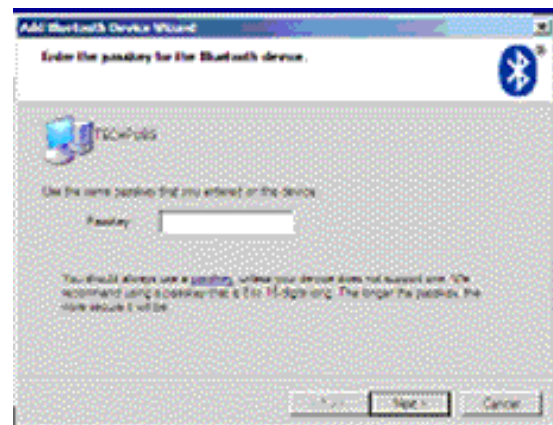 Add Bluetooth Device Wizard
Enter the passkey for the Bluetooth device.
TECHPUBS
Use the same passkey that you entered on the device.
Passkey:
You should always use a passkey, unless your device does not support one. We
recommend using a passkey that is 8 to 16 digits long. The longer the passkey, the
more secure it will be.
Next >
Cancel